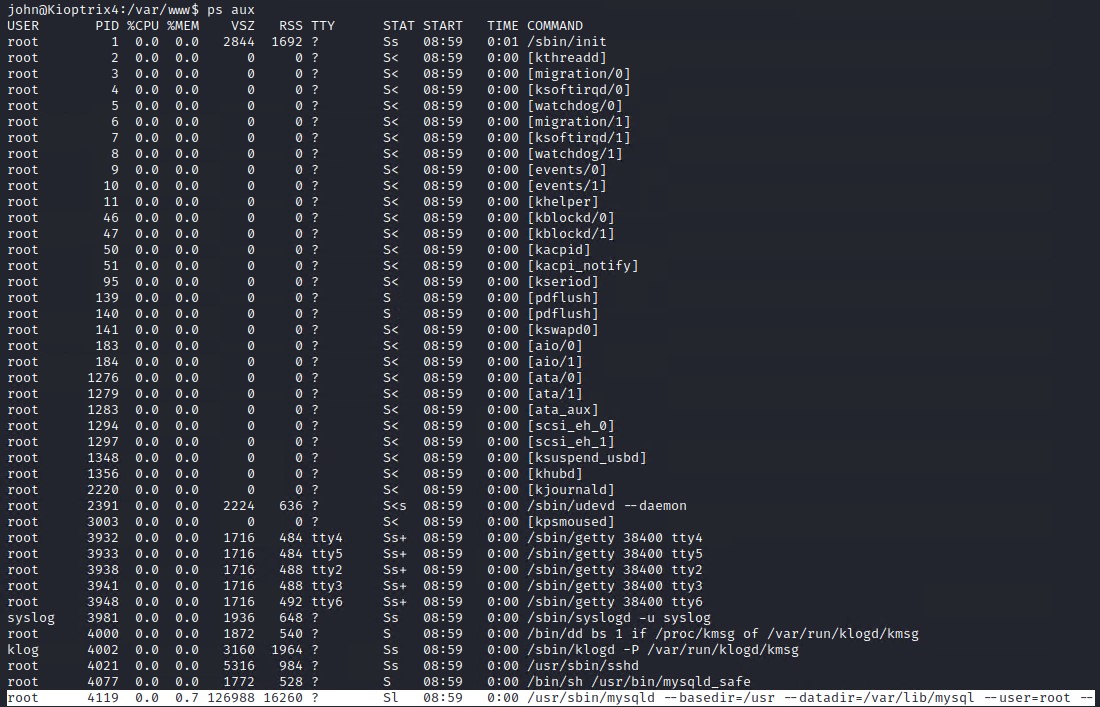 john@Kioptrix4:/var/www$ ps aux
USER       PID %CPU %MEM    VSZ   RSS TTY      STAT START   TIME COMMAND
root         1  0.0  0.0   2844  1692 ?        Ss   08:59   0:01 /sbin/init
root         2  0.0  0.0      0     0 ?        S<   08:59   0:00 [kthreadd]
root         3  0.0  0.0      0     0 ?        S<   08:59   0:00 [migration/0]
root         4  0.0  0.0      0     0 ?        S<   08:59   0:00 [ksoftirqd/0]
root         5  0.0  0.0      0     0 ?        S<   08:59   0:00 [watchdog/0]
root         6  0.0  0.0      0     0 ?        S<   08:59   0:00 [migration/1]
root         7  0.0  0.0      0     0 ?        S<   08:59   0:00 [ksoftirqd/1]
root         8  0.0  0.0      0     0 ?        S<   08:59   0:00 [watchdog/1]
root         9  0.0  0.0      0     0 ?        S<   08:59   0:00 [events/0]
root        10  0.0  0.0      0     0 ?        S<   08:59   0:00 [events/1]
root        11  0.0  0.0      0     0 ?        S<   08:59   0:00 [khelper]
root        46  0.0  0.0      0     0 ?        S<   08:59   0:00 [kblockd/0]
root        47  0.0  0.0      0     0 ?        S<   08:59   0:00 [kblockd/1]
root        50  0.0  0.0      0     0 ?        S<   08:59   0:00 [kacpid]
root        51  0.0  0.0      0     0 ?        S<   08:59   0:00 [kacpi_notify]
root        95  0.0  0.0      0     0 ?        S<   08:59   0:00 [kseriod]
root       139  0.0  0.0      0     0 ?        S    08:59   0:00 [pdflush]
root       140  0.0  0.0      0     0 ?        S    08:59   0:00 [pdflush]
root       141  0.0  0.0      0     0 ?        S<   08:59   0:00 [kswapd0]
root       183  0.0  0.0      0     0 ?        S<   08:59   0:00 [aio/0]
root       184  0.0  0.0      0     0 ?        S<   08:59   0:00 [aio/1]
root      1276  0.0  0.0      0     0 ?        S<   08:59   0:00 [ata/0]
root      1279  0.0  0.0      0     0 ?        S<   08:59   0:00 [ata/1]
root      1283  0.0  0.0      0     0 ?        S<   08:59   0:00 [ata_aux]
root      1294  0.0  0.0      0     0 ?        S<   08:59   0:00 [scsi_eh_0]
root      1297  0.0  0.0      0     0 ?        S<   08:59   0:00 [scsi_eh_1]
root      1348  0.0  0.0      0     0 ?        S<   08:59   0:00 [ksuspend_usbd]
root      1356  0.0  0.0      0     0 ?        S<   08:59   0:00 [khubd]
root      2220  0.0  0.0      0     0 ?        S<   08:59   0:00 [kjournald]
root      2391  0.0  0.0   2224   636 ?        S<s  08:59   0:00 /sbin/udevd --daemon
root      3003  0.0  0.0      0     0 ?        S<   08:59   0:00 [kpsmoused]
root      3932  0.0  0.0   1716   484 tty4     Ss+  08:59   0:00 /sbin/getty 38400 tty4
root      3933  0.0  0.0   1716   484 tty5     Ss+  08:59   0:00 /sbin/getty 38400 tty5
root      3938  0.0  0.0   1716   488 tty2     Ss+  08:59   0:00 /sbin/getty 38400 tty2
root      3941  0.0  0.0   1716   488 tty3     Ss+  08:59   0:00 /sbin/getty 38400 tty3
root      3948  0.0  0.0   1716   492 tty6     Ss+  08:59   0:00 /sbin/getty 38400 tty6
syslog    3981  0.0  0.0   1936   648 ?        Ss   08:59   0:00 /sbin/syslogd -u syslog
root      4000  0.0  0.0   1872   540 ?        S    08:59   0:00 /bin/dd bs 1 if /proc/kmsg of /var/run/klogd/kmsg
klog      4002  0.0  0.0   3160  1964 ?        Ss   08:59   0:00 /sbin/klogd -P /var/run/klogd/kmsg
root      4021  0.0  0.0   5316   984 ?        Ss   08:59   0:00 /usr/sbin/sshd
root      4077  0.0  0.0   1772   528 ?        S    08:59   0:00 /bin/sh /usr/bin/mysqld_safe
root      4119  0.0  0.7 126988 16260 ?        Sl   08:59   0:00 /usr/sbin/mysqld --basedir=/usr --datadir=/var/lib/mysql --user=root --